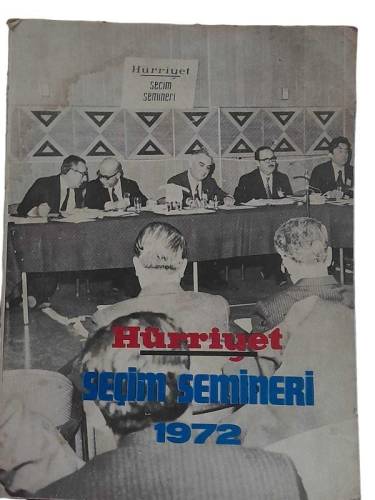 Hürriyet
seçim
semineri
Hürriyet
SEÇİM SEMİNERİ
1972